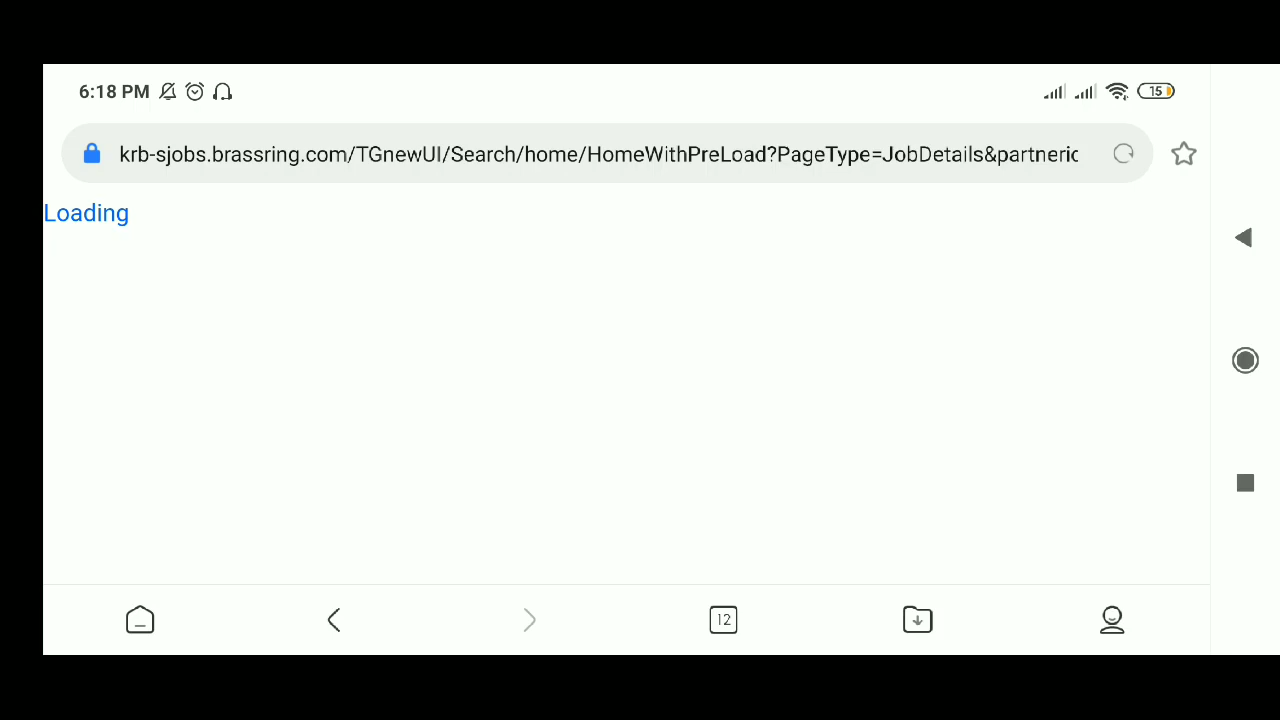 6:18 PM 15
krb-sjobs.brassring.com/TGnewUI/Search/home/HomeWithPreLoad?PageType=JobDetails&partneric
Loading
12